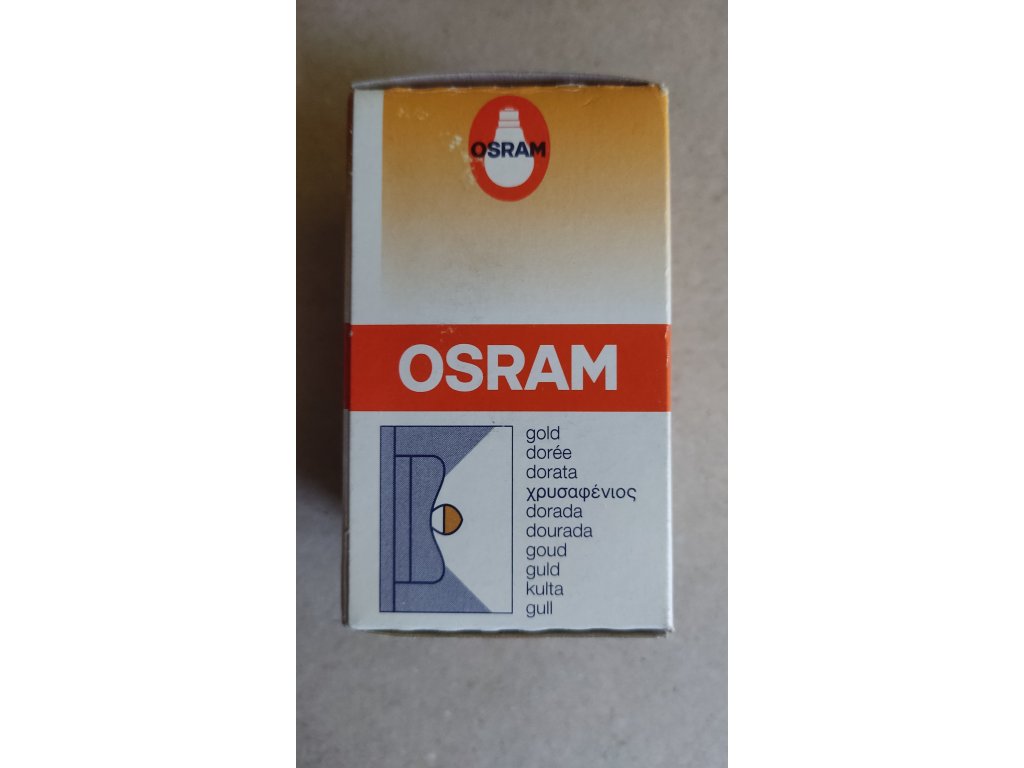 OSRAM
OSRAM
gold
dorée
dorata
χρυσαφένιος
dorada
dourada
goud
guld
kulta
gull